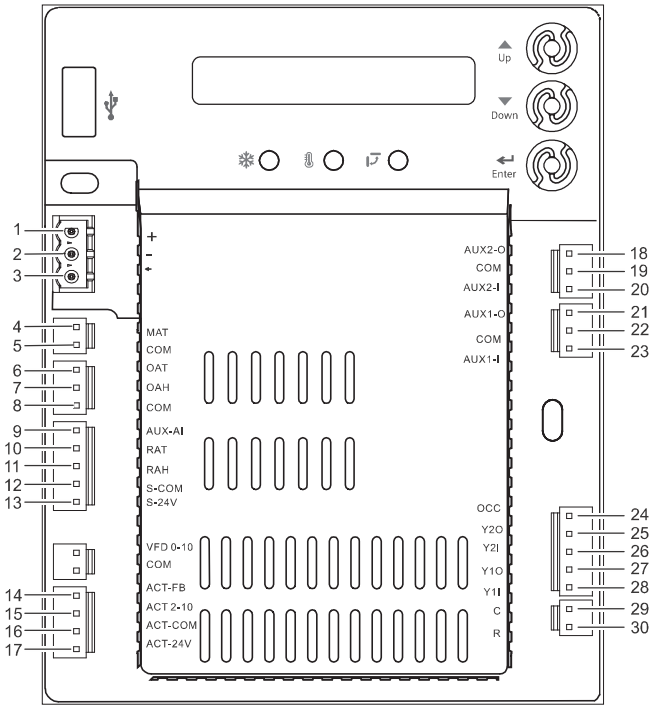 Up
Down
Enter
1
2
3
+
-
4
5
6
7
8
9
10
11
12
13
14
15
16
17
MAT
COM
OAT
OAH
COM
AUX-AI
RAT
RAH
S-COM
S-24V
VFD 0-10
COM
ACT-FB
ACT 2-10
ACT-COM
ACT-24V
AUX2-O
COM
AUX2-I
AUX1-O
COM
AUX1-I
OCC
Y2O
Y2I
Y1O
Y1I
C
R
18
19
20
21
22
23
24
25
26
27
28
29
30